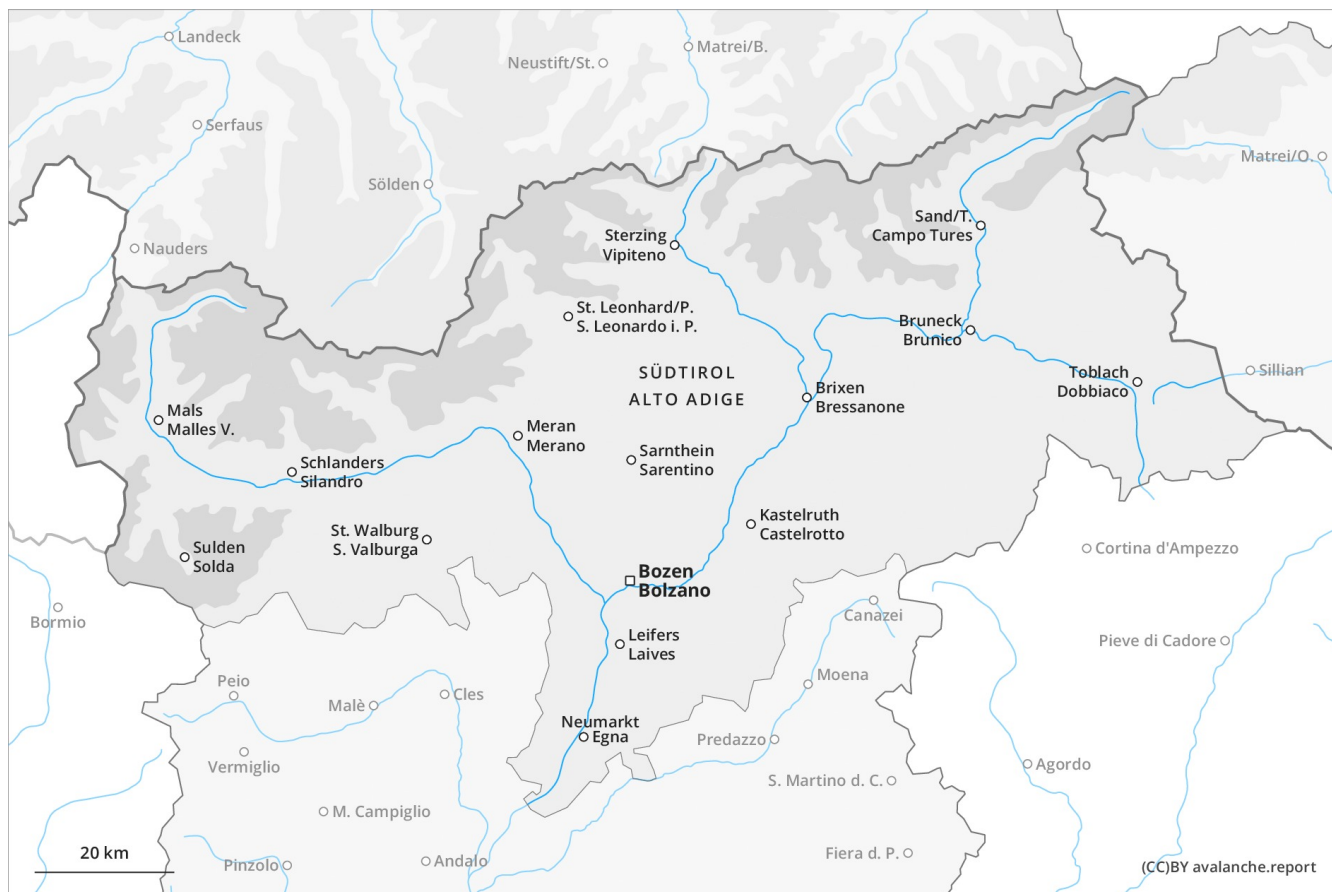 Landeck
Matrei/B.
Neustift/St.
Serfaus
Matrei/O.
Sölden
Sand/T.
Campo Tures
Sterzing
Vipiteno
Nauders
St. Leonhard/P.
S. Leonardo i. P.
Bruneck
Brunico
SÜDTIROL
ALTO ADIGE
Toblach
Dobbiaco
Sillian
Brixen
Bressanone
Mals
Malles V.
Meran
Merano
Sarnthein
Sarentino
Schlanders
Silandro
Kastelruth
Castelrotto
St. Walburg
S. Valburga
Sulden
Solda
Cortina d'Ampezzo
Bozen
Bolzano
Bormio
Canazei
Leifers
Laives
Pieve di Cadore
Peio
Moena
Malè
Cles
Neumarkt
Egna
Predazzo
Vermiglio
Agordo
S. Martino d. C.
M. Campiglio
20 km
Pinzolo
Andalo
Fiera d. P.
(CC)BY avalanche.report